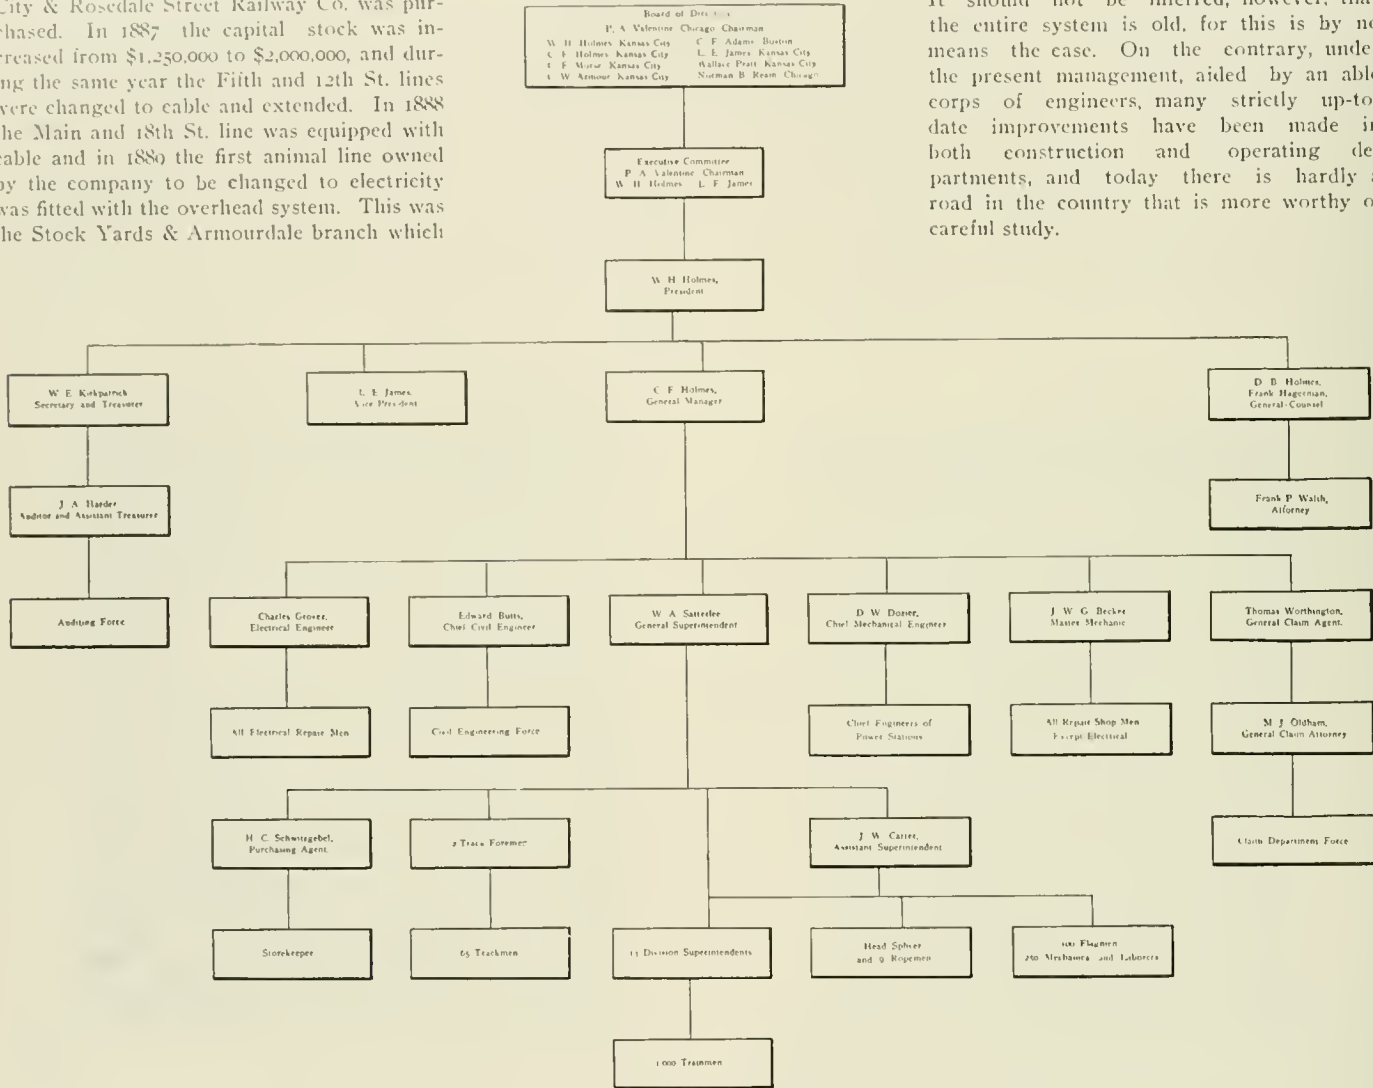 City & Rosedale Street Railway Co. was pur-
chased. In 1887 the capital stock was in-
creased from $1,250,000 to $2,000,000, and dur-
ing the same year the Fifth and 12th St. lines
were changed to cable and extended. In 1888
the Main and 18th St. line was equipped with
cable and in 1889 the first animal line owned
by the company to be changed to electricity
was fitted with the overhead system. This was
the Stock Yards & Armourdale branch which
It should not be inferred, however, that
the entire system is old, for this is by no
means the case. On the contrary, under
the present management, aided by an able
corps of engineers, many strictly up-to-
date improvements have been made in
both construction and operating de-
partments, and today there is hardly a
road in the country that is more worthy of
careful study.
Board of Directors
P. A Valentine Chicago Chairman
W H Holmes Kansas City C F Adams Boston
C F Holmes Kansas City L E James Kansas City
C F Morse Kansas City Wallace Pratt Kansas City
K W Armour Kansas City Norman B Ream Chicago
Executive Committee
P A Valentine Chairman
W H Holmes L E James
W H Holmes,
President
W E Kirkpatrick
Secretary and Treasurer
L E James,
Vice President
C F Holmes,
General Manager
D B Holmes,
Frank Hagerman,
General-Counsel
J A Harder
Auditor and Assistant Treasurer
Frank P Walsh,
Attorney
Auditing Force
Charles Grover,
Electrical Engineer
Edward Butts,
Chief Civil Engineer
W A Satterlee
General Superintendent
D W Dozier,
Chief Mechanical Engineer
J W G Becker
Master Mechanic
Thomas Worthington,
General Claim Agent.
All Electrical Repair Men
Civil Engineering Force
Chief Engineers of
Power Stations
All Repair Shop Men
Except Electrical
M J Oldham,
General Claim Attorney
H C Schwitzgebel,
Purchasing Agent.
2 Track Foremen
J W Carter,
Assistant Superintendent
Claim Department Force
Storekeeper
65 Trackmen
Division Superintendents
Head Splicer
and 9 Ropemen
100 Flagmen
250 Mechanics and Laborers
1000 Trainmen